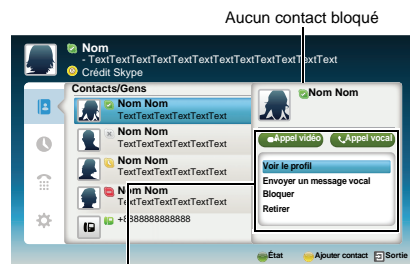 Aucun contact bloqué
Nom
- TextTextTextTextTextTextTextTextTextText
Crédit Skype
Contacts/Gens
Nom Nom
TextTextTextTextTextText
Nom Nom
TextTextTextTextTextText
Nom Nom
TextTextTextTextTextText
Nom Nom
TextTextTextTextTextText
+8888888888888
Nom Nom
Appel vidéo
Appel vocal
Voir le profil
Envoyer un message vocal
Bloquer
Retirer
État
Ajouter contact
Sortie